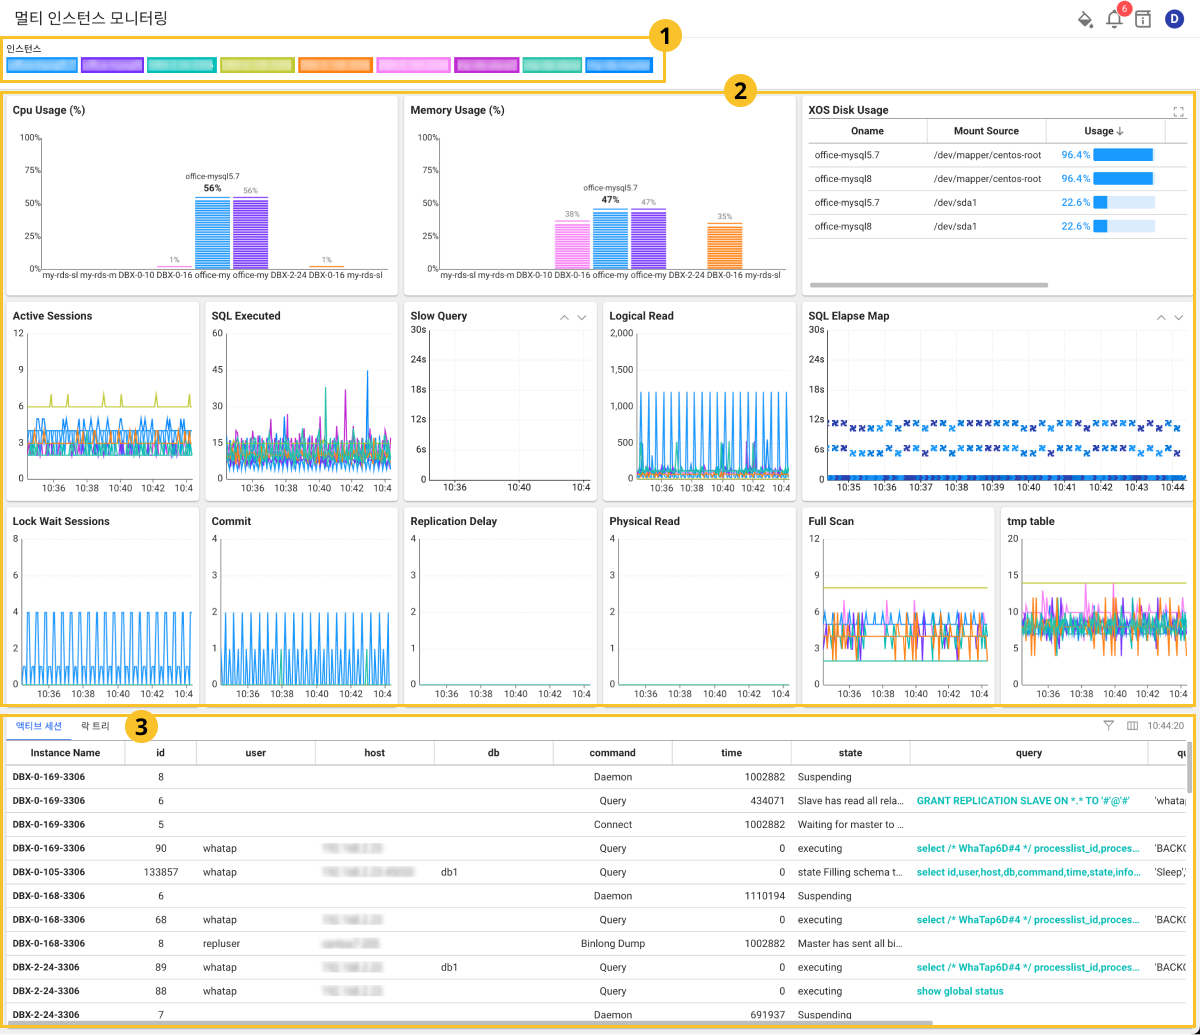 멀티 인스턴스 모니터링
6
D
인스턴스
1
2
Cpu Usage (%)
100%
75%
50%
25%
0%
office-mysql5.7
56%
56%
1%
1%
my-rds-sl my-rds-m DBX-0-10 DBX-0-16 office-my office-my DBX-2-24 DBX-0-16 my-rds-sl
Memory Usage (%)
100%
75%
50%
25%
0%
office-mysql5.7
38%
47%
47%
35%
my-rds-sl my-rds-m DBX-0-10 DBX-0-16 office-my office-my DBX-2-24 DBX-0-16 my-rds-sl
XOS Disk Usage
Oname Mount Source Usage ↓
office-mysql5.7 /dev/mapper/centos-root 96.4%
office-mysql8 /dev/mapper/centos-root 96.4%
office-mysql5.7 /dev/sda1 22.6%
office-mysql8 /dev/sda1 22.6%
Active Sessions
12
9
6
3
0
10:36 10:38 10:40 10:42 10:4
SQL Executed
60
45
30
15
0
10:36 10:38 10:40 10:42 10:4
Slow Query
30s
24s
18s
12s
6s
0
10:36 10:40 10:4
Logical Read
2,000
1,500
1,000
500
0
10:36 10:38 10:40 10:42 10:4
SQL Elapse Map
30s
24s
18s
12s
6s
0
10:35 10:36 10:37 10:38 10:39 10:40 10:41 10:42 10:43 10:44
Lock Wait Sessions
8
6
4
2
0
10:36 10:38 10:40 10:42 10:4
Commit
4
3
2
1
0
10:36 10:38 10:40 10:42 10:4
Replication Delay
4
3
2
1
0
10:36 10:38 10:40 10:42 10:4
Physical Read
4
3
2
1
0
10:36 10:38 10:40 10:42 10:4
Full Scan
12
9
6
3
0
10:36 10:38 10:40 10:42 10:4
tmp table
20
15
10
5
0
10:36 10:38 10:40 10:42 10:4
액티브 세션 락 트리
3
10:44:20
Instance Name id user host db command time state query qu
DBX-0-169-3306 8 Daemon 1002882 Suspending
DBX-0-169-3306 6 Query 434071 Slave has read all rela... GRANT REPLICATION SLAVE ON *.* TO '#'@'#' 'whatap
DBX-0-169-3306 5 Connect 1002882 Waiting for master to ...
DBX-0-169-3306 90 whatap Query 0 executing select /* WhaTap6D#4 */ processlist_id,proces... 'BACKG
DBX-0-105-3306 133857 whatap db1 Query 0 state Filling schema t... select id,user,host,db,command,time,state,info... 'Sleep','
DBX-0-168-3306 6 Daemon 1110194 Suspending
DBX-0-168-3306 68 whatap Query 0 executing select /* WhaTap6D#4 */ processlist_id,proces... 'BACKG
DBX-0-168-3306 8 repluser Binlong Dump 1002882 Master has sent all bi...
DBX-2-24-3306 89 whatap db1 Query 0 executing select /* WhaTap6D#4 */ processlist_id,proces... 'BACKG
DBX-2-24-3306 88 whatap Query 0 executing show global status
DBX-2-24-3306 7 Daemon 691937 Suspending